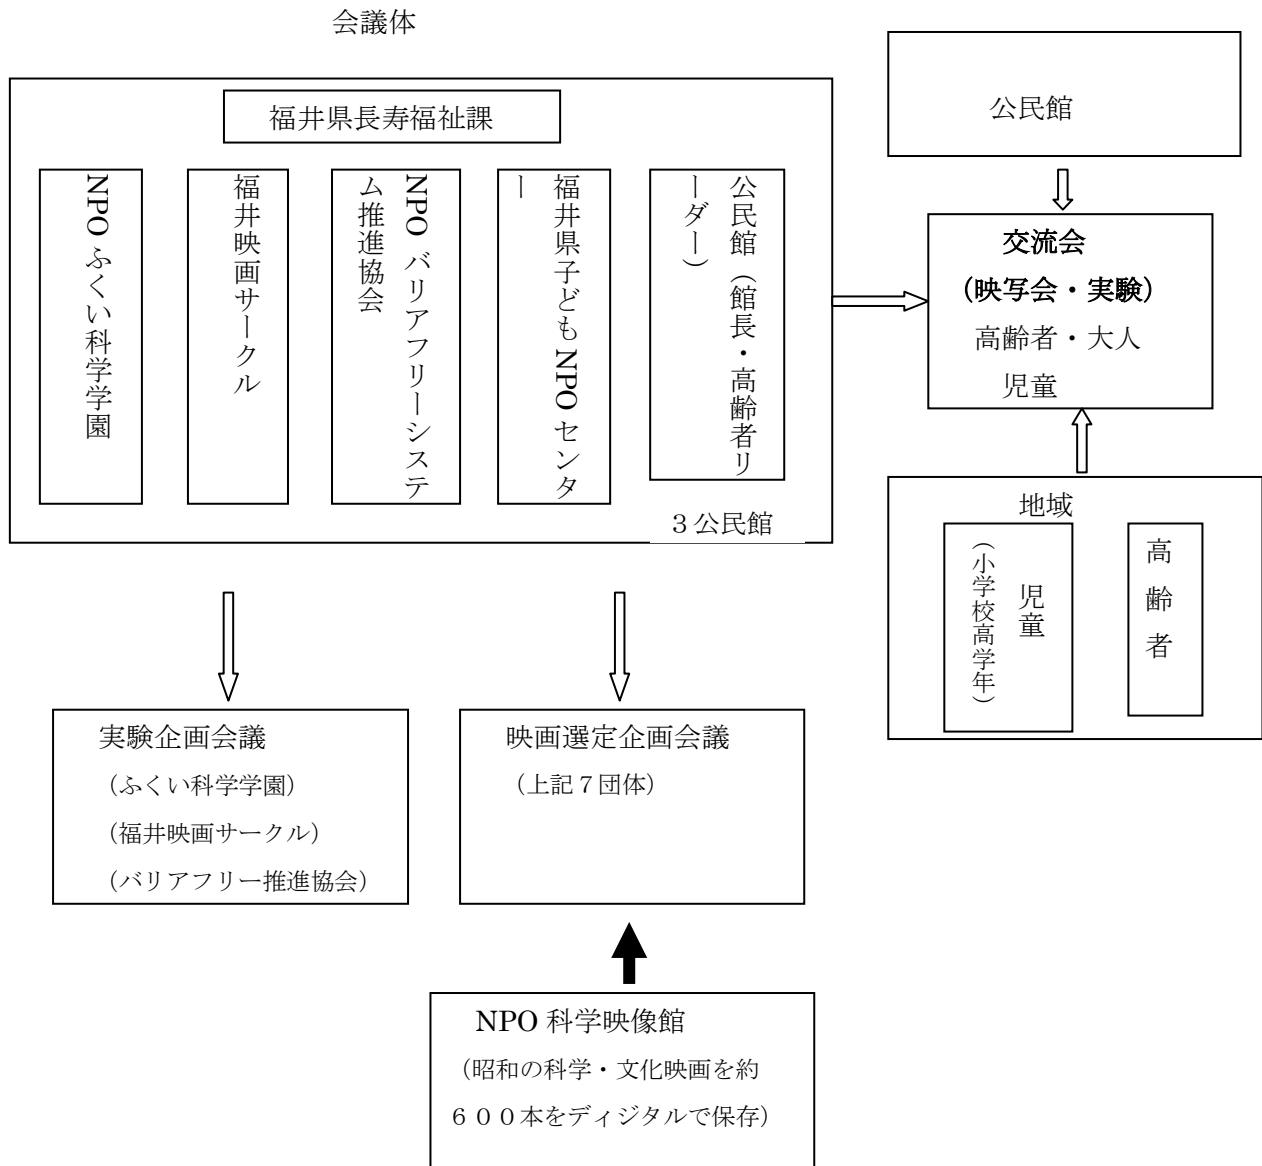 会議体
福井県長寿福祉課
NPO ふくい科学学園
福井映画サークル
NPO バリアフリーシステ
ム推進協会
福井県子ども NPO センタ
ー
公民館（館長・高齢者リ
ーダー）
３公民館
公民館
交流会
（映写会・実験）
高齢者・大人
児童
地域
児童
（小学校高学年）
高齢者
実験企画会議
（ふくい科学学園）
（福井映画サークル）
（バリアフリー推進協会）
映画選定企画会議
（上記７団体）
NPO 科学映像館
（昭和の科学・文化映画を約
６００本をディジタルで保存）